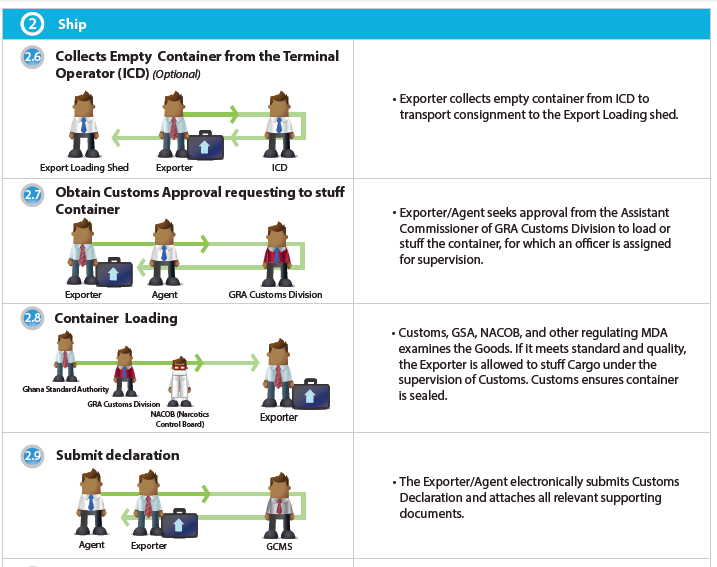 2 Ship
2.6 Collects Empty Container from the Terminal
Operator (ICD) (Optional)
Export Loading Shed Exporter ICD
• Exporter collects empty container from ICD to
transport consignment to the Export Loading shed.
2.7 Obtain Customs Approval requesting to stuff
Container
Exporter Agent GRA Customs Division
• Exporter/Agent seeks approval from the Assistant
Commissioner of GRA Customs Division to load or
stuff the container, for which an officer is assigned
for supervision.
2.8 Container Loading
Ghana Standard Authority
GRA Customs Division
NACOB (Narcotics
Control Board)
Exporter
• Customs, GSA, NACOB, and other regulating MDA
examines the Goods. If it meets standard and quality,
the Exporter is allowed to stuff Cargo under the
supervision of Customs. Customs ensures container
is sealed.
2.9 Submit declaration
Agent Exporter GCMS
• The Exporter/Agent electronically submits Customs
Declaration and attaches all relevant supporting
documents.